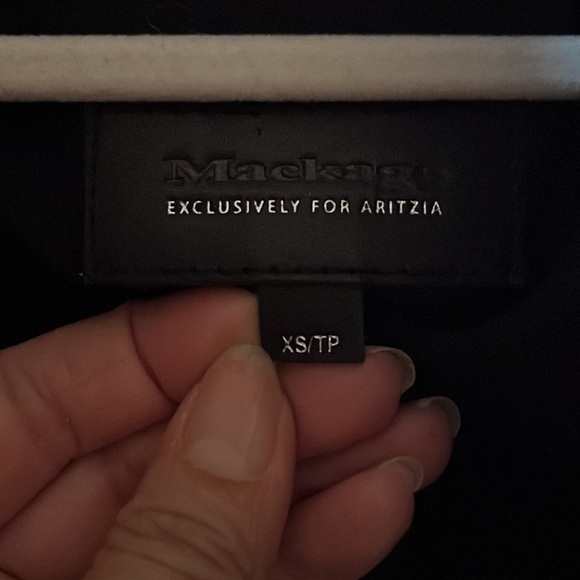 Mackage
EXCLUSIVELY FOR ARITZIA
XS/TP